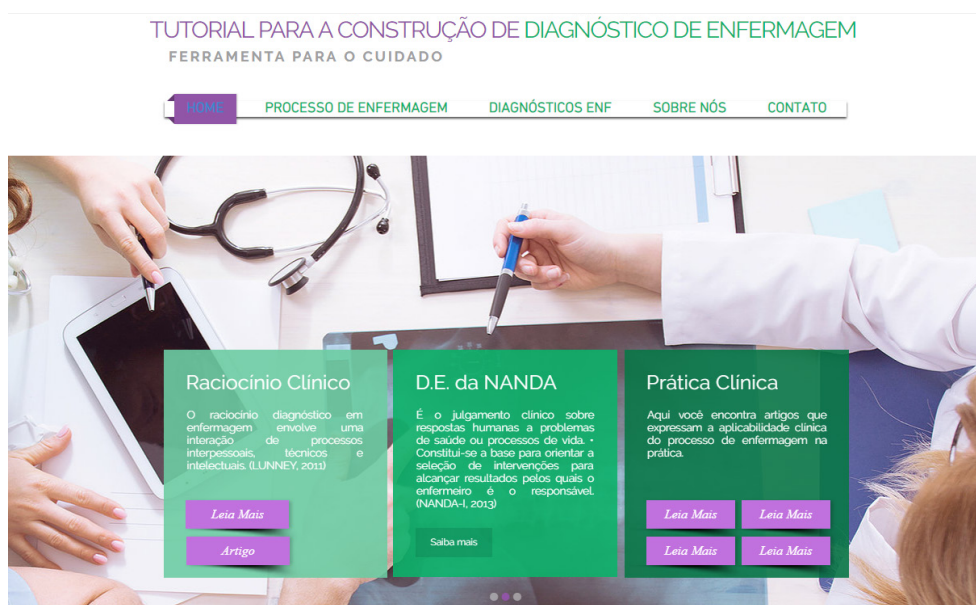 TUTORIAL PARA A CONSTRUÇÃO DE DIAGNÓSTICO DE ENFERMAGEM
FERRAMENTA PARA O CUIDADO
HOME PROCESSO DE ENFERMAGEM DIAGNÓSTICOS ENF SOBRE NÓS CONTATO
Raciocínio Clínico
O raciocínio diagnóstico em
enfermagem envolve uma
interação de processos
interpessoais, técnicos e
intelectuais. (LUNNEY, 2011)
Leia Mais
Artigo
D.E. da NANDA
É o julgamento clínico sobre
respostas humanas a problemas
de saúde ou processos de vida. •
Constitui-se a base para orientar a
seleção de intervenções para
alcançar resultados pelos quais o
enfermeiro é o responsável.
(NANDA-I, 2013)
Saiba mais
Prática Clínica
Aqui você encontra artigos que
expressam a aplicabilidade clínica
do processo de enfermagem na
prática.
Leia Mais Leia Mais
Leia Mais Leia Mais